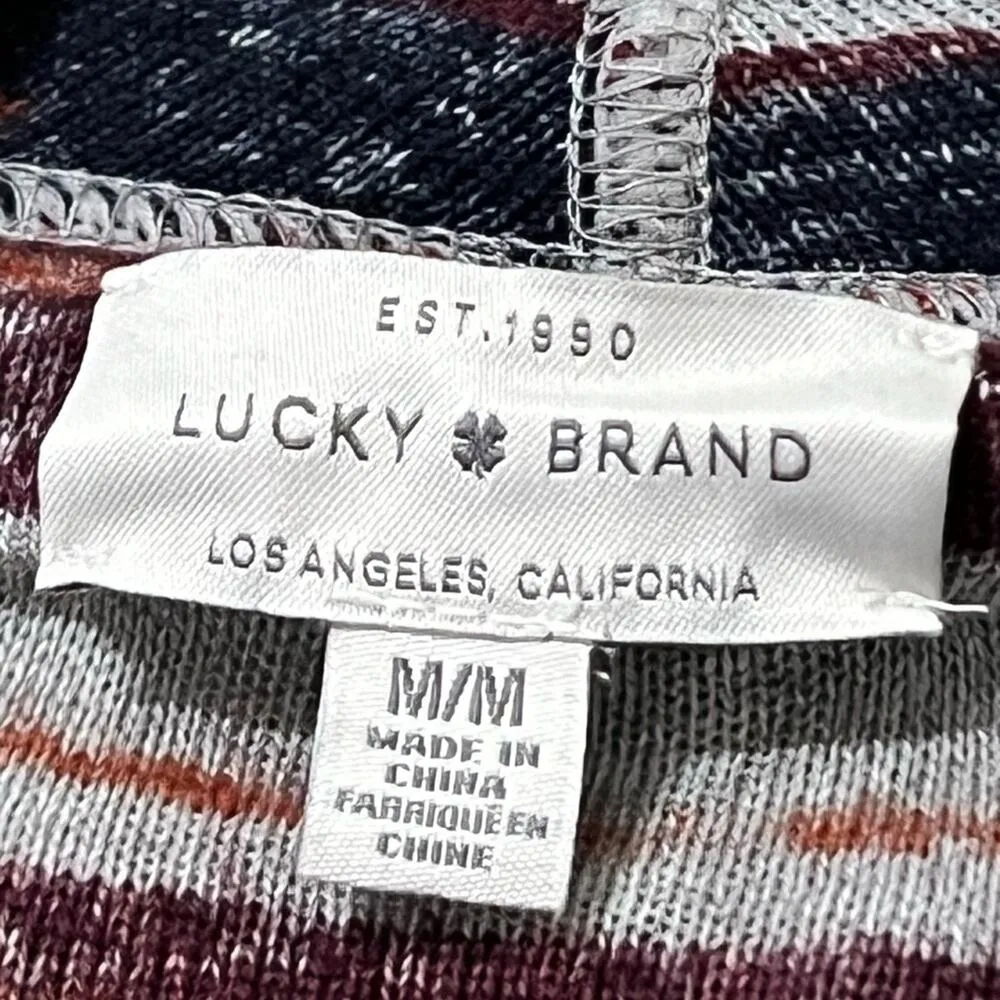 EST. 1990
LUCKY BRAND
LOS ANGELES, CALIFORNIA
M/M
MADE IN
CHINA
FABRIQUÉ EN
CHINE